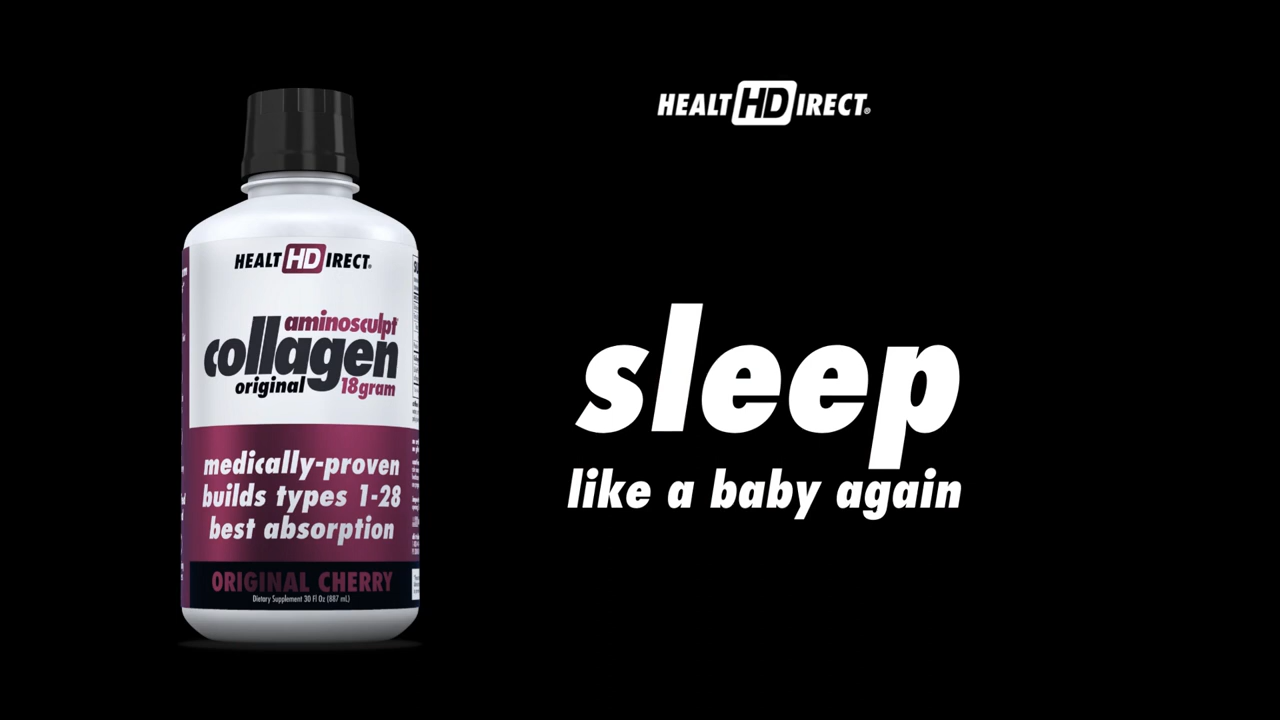 HEALTHDIRECT®
HEALTHDIRECT®
aminosculpt
collagen
original 18gram
medically-proven
builds types 1-28
best absorption
ORIGINAL CHERRY
Dietary Supplement 30 Fl Oz (887 mL)
sleep
like a baby again